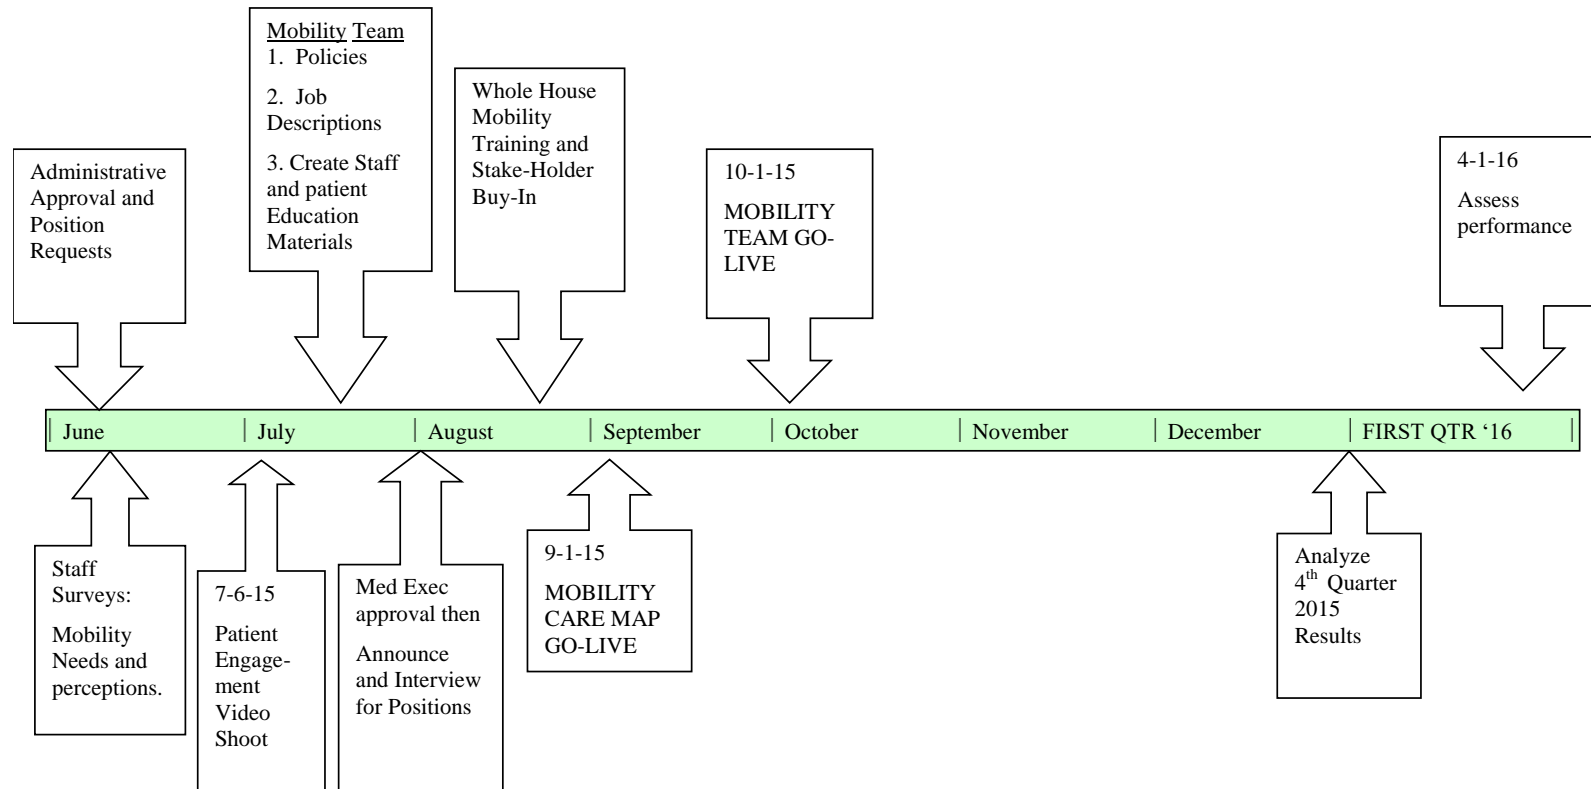 Mobility Team
1. Policies
2. Job
Descriptions
3. Create Staff
and patient
Education
Materials
Whole House
Mobility
Training and
Stake-Holder
Buy-In
Administrative
Approval and
Position
Requests
10-1-15
MOBILITY
TEAM GO-
LIVE
4-1-16
Assess
performance
| June | July | August | September | October | November | December | FIRST QTR ‘16 |
Staff
Surveys:
Mobility
Needs and
perceptions.
7-6-15
Patient
Engage-
ment
Video
Shoot
Med Exec
approval then
Announce
and Interview
for Positions
9-1-15
MOBILITY
CARE MAP
GO-LIVE
Analyze
4th Quarter
2015
Results